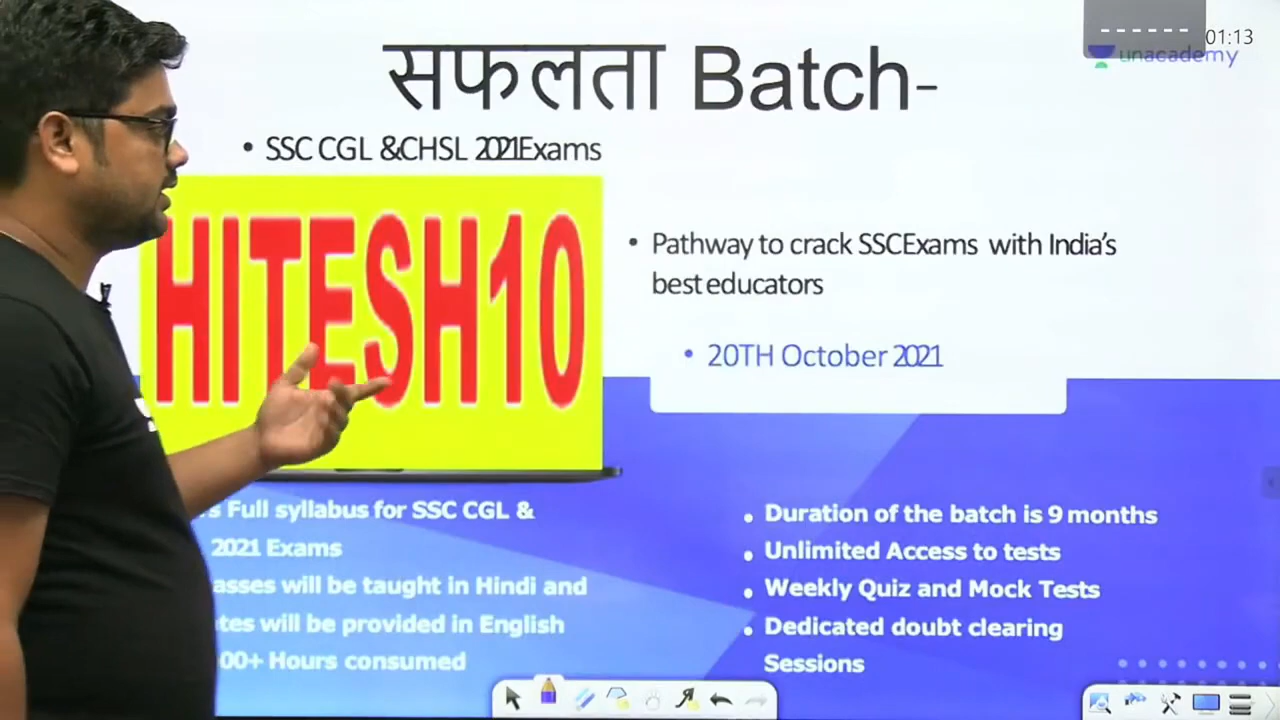 01:13
unacademy
सफलता Batch-
• SSC CGL &CHSL 2021Exams
HITESH10
• Pathway to crack SSCExams with India's
best educators
• 20TH October 2021
Full syllabus for SSC CGL &
2021 Exams
will be taught in Hindi and
will be provided in English
00+ Hours consumed
• Duration of the batch is 9 months
• Unlimited Access to tests
• Weekly Quiz and Mock Tests
• Dedicated doubt clearing
Sessions